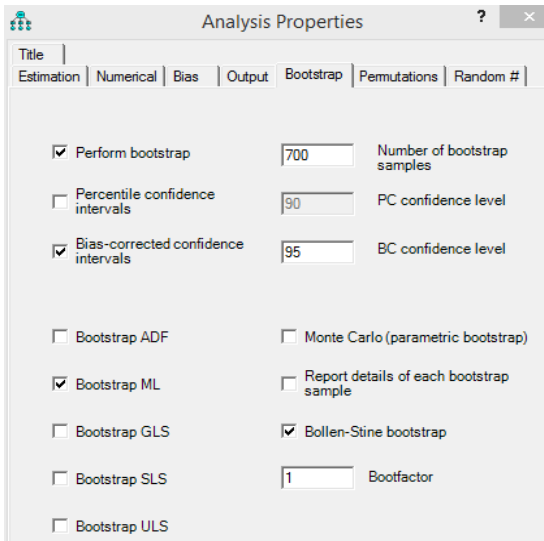 Analysis Properties ? ×
Title
Estimation Numerical Bias Output Bootstrap Permutations Random #
Perform bootstrap 700 Number of bootstrap
samples
Percentile confidence
intervals 90 PC confidence level
Bias-corrected confidence
intervals 95 BC confidence level
Bootstrap ADF Monte Carlo (parametric bootstrap)
Bootstrap ML Report details of each bootstrap
sample
Bootstrap GLS Bollen-Stine bootstrap
Bootstrap SLS 1 Bootfactor
Bootstrap ULS